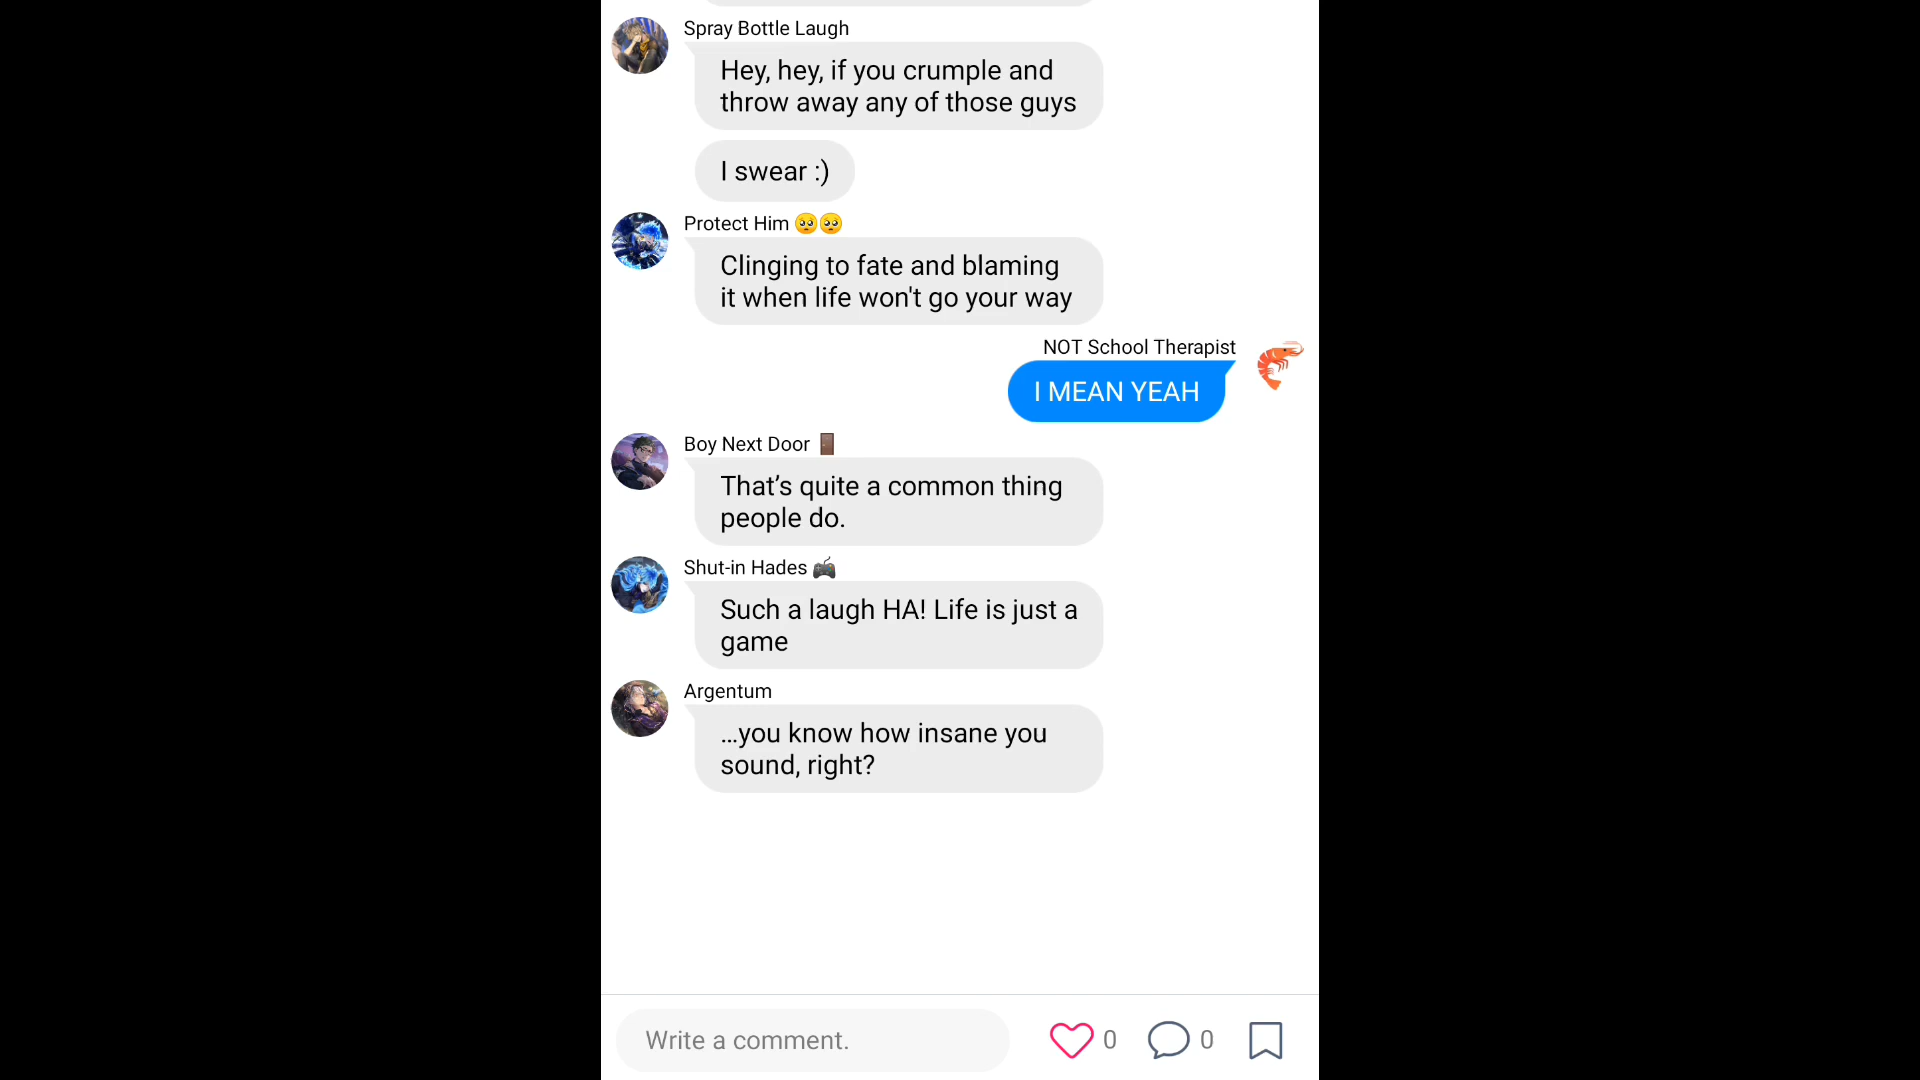 Spray Bottle Laugh
Hey, hey, if you crumple and
throw away any of those guys
I swear :)
Protect Him 🥺🥺
Clinging to fate and blaming
it when life won't go your way
NOT School Therapist
I MEAN YEAH
Boy Next Door 🚪
That’s quite a common thing
people do.
Shut-in Hades 🎮
Such a laugh HA! Life is just a
game
Argentum
…you know how insane you
sound, right?
Write a comment.
0
0